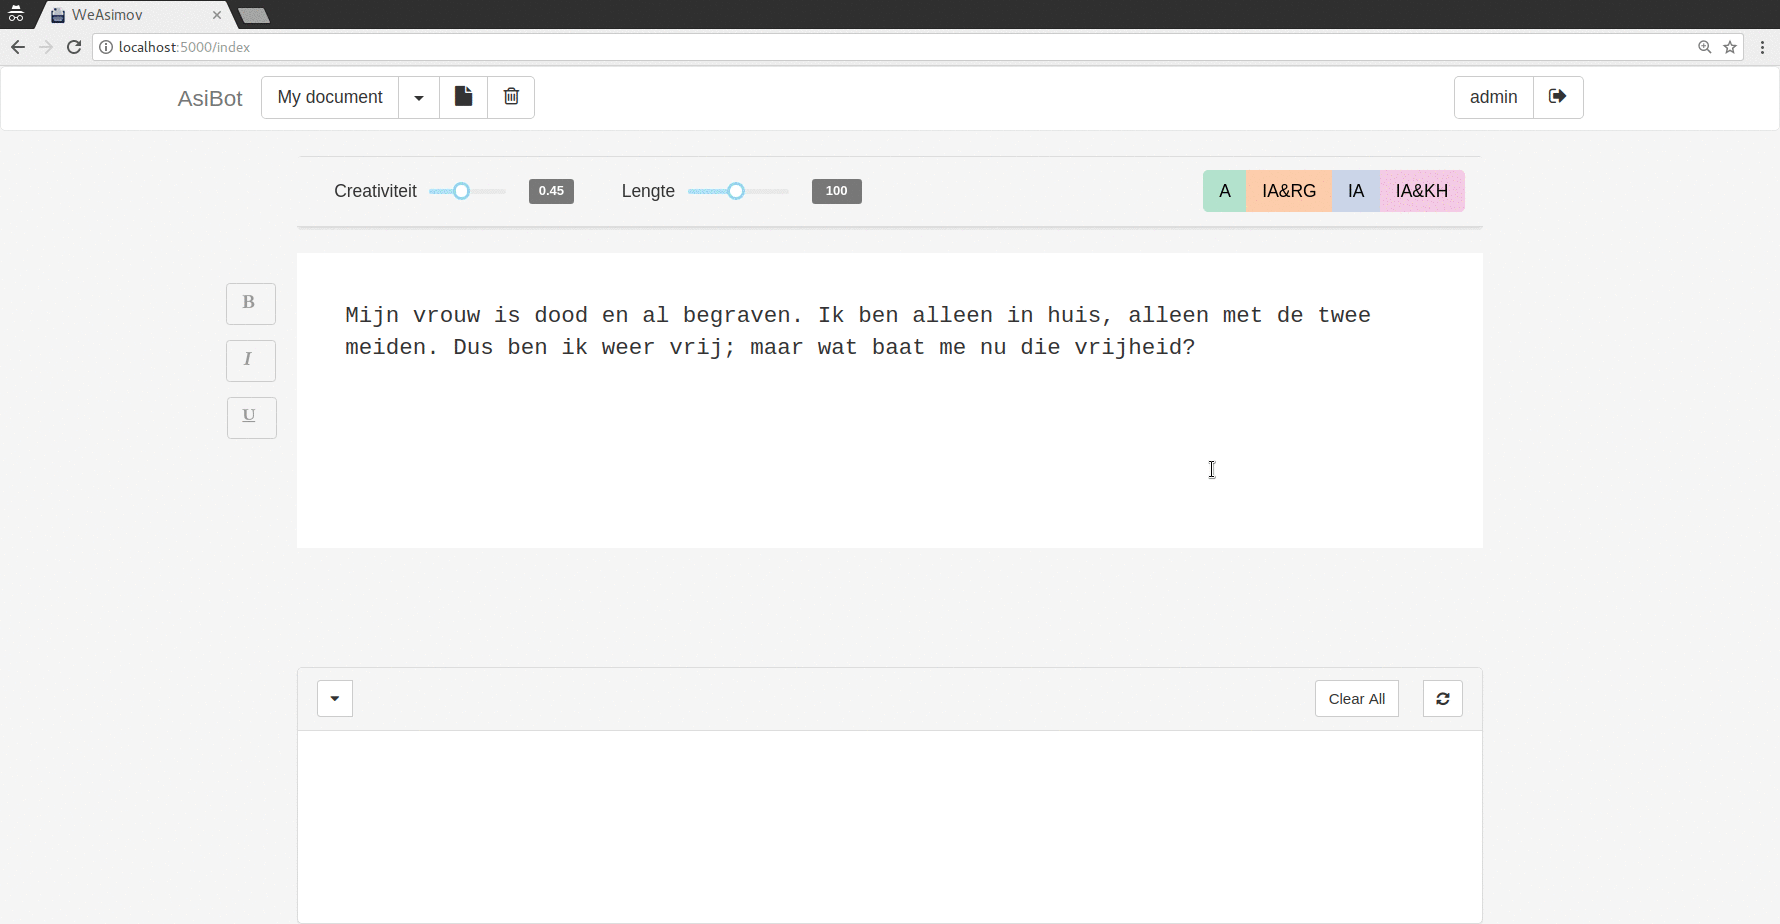 WeAsimov
localhost:5000/index
AsiBot
My document
admin
Creativiteit
0.45
Lengte
100
A
IA&RG
IA
IA&KH
B
I
U
Mijn vrouw is dood en al begraven. Ik ben alleen in huis, alleen met de twee
meiden. Dus ben ik weer vrij; maar wat baat me nu die vrijheid?
Clear All